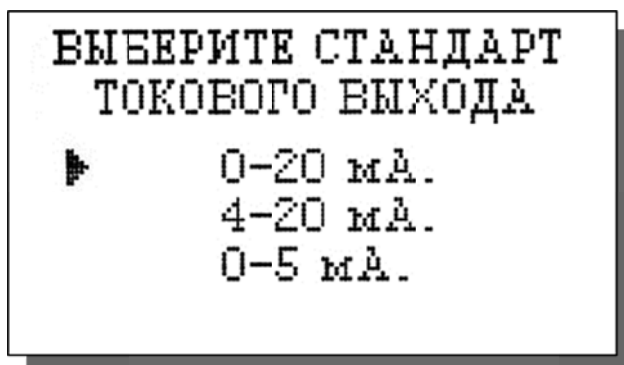 ВЫБЕРИТЕ СТАНДАРТ
ТОКОВОГО ВЫХОДА
0-20 мА.
4-20 мА.
0-5 мА.